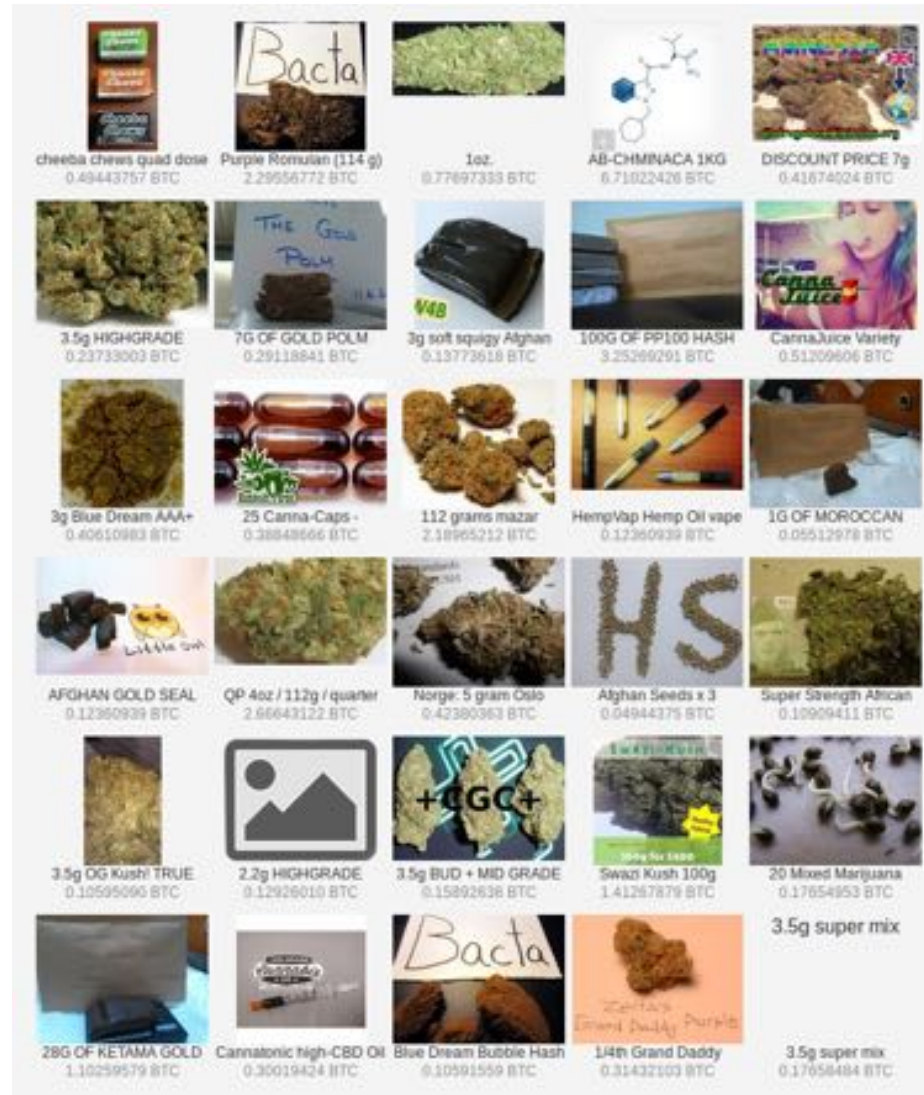 Bacta
cheeba chews quad dose
0.49443757 BTC
Purple Romulan (114 g)
2.29556772 BTC
1oz.
0.77697333 BTC
AB-CHMINACA 1KG
6.71022426 BTC
DISCOUNT PRICE 7g
0.41674024 BTC
THE GOLD
POLM
V4B
Canna
Juice
3.5g HIGHGRADE
0.23733003 BTC
7G OF GOLD POLM
0.29118841 BTC
3g soft squigy Afghan
0.13773618 BTC
100G OF PP100 HASH
3.25269291 BTC
CannaJuice Variety
0.51209606 BTC
3g Blue Dream AAA+
0.40610983 BTC
25 Canna-Caps -
0.38848666 BTC
112 grams mazar
2.18965212 BTC
HempVap Hemp Oil vape
0.12360939 BTC
1G OF MOROCCAN
0.05512978 BTC
HS
AFGHAN GOLD SEAL
0.12360939 BTC
QP 4oz / 112g / quarter
2.66643122 BTC
Norge: 5 gram Oslo
0.42380363 BTC
Afghan Seeds x 3
0.04944375 BTC
Super Strength African
0.10909411 BTC
+CGC+
Swazi-Kush
3.5g OG Kush! TRUE
0.10595090 BTC
2.2g HIGHGRADE
0.12926010 BTC
3.5g BUD + MID GRADE
0.15892636 BTC
Swazi Kush 100g
1.41267879 BTC
20 Mixed Marijuana
0.17654953 BTC
Bacta
3.5g super mix
28G OF KETAMA GOLD
1.10259579 BTC
Cannatonic high-CBD Oil
0.30019424 BTC
Blue Dream Bubble Hash
0.10591559 BTC
1/4th Grand Daddy
0.31432103 BTC
3.5g super mix
0.17658484 BTC